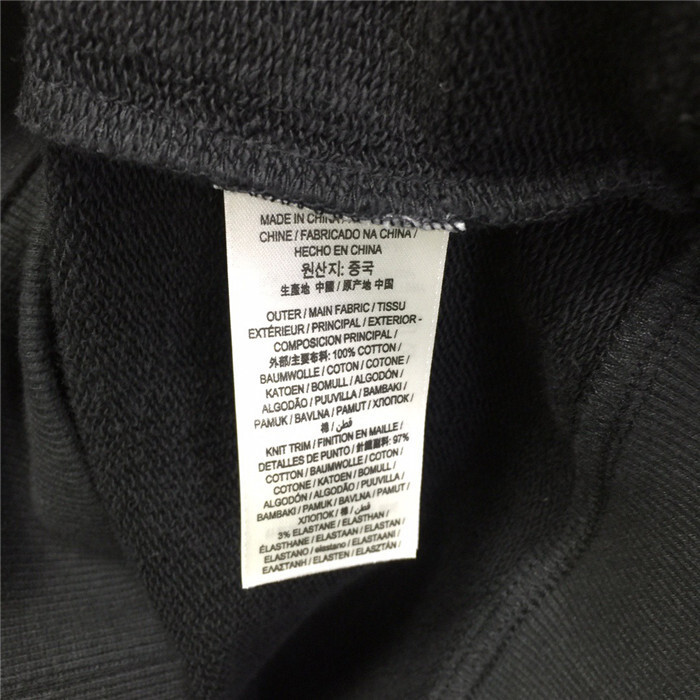 MADE IN CHINA /
CHINE / FABRICADO NA CHINA /
HECHO EN CHINA
원산지: 중국
生產地 中國 / 原产地 中国
OUTER / MAIN FABRIC / TISSU
EXTÉRIEUR / PRINCIPAL / EXTERIOR -
COMPOSICIÓN PRINCIPAL /
外部/主要布料: 100% COTTON /
BAUMWOLLE / COTON / COTONE /
KATOEN / BOMULL / ALGODÓN /
ALGODÃO / PUUVILLA / BAMBAKI /
PAMUK / BAVLNA / PAMUT / ХЛОПОК /
棉 / قطن /
KNIT TRIM / FINITION EN MAILLE /
DETALLES DE PUNTO / 針織副料: 97%
COTTON / BAUMWOLLE / COTON /
COTONE / KATOEN / BOMULL /
ALGODÓN / ALGODÃO / PUUVILLA /
BAMBAKI / PAMUK / BAVLNA / PAMUT /
ХЛОПОК / 棉 / قطن /
3% ELASTANE / ELASTHAN /
ÉLASTHANNE / ELASTAAN / ELASTAN /
ELASTANO / elastano / ELASTAANI /
ΕΛΑΣΤΑΝΗ / ELASTEN / ELASZTÁN /